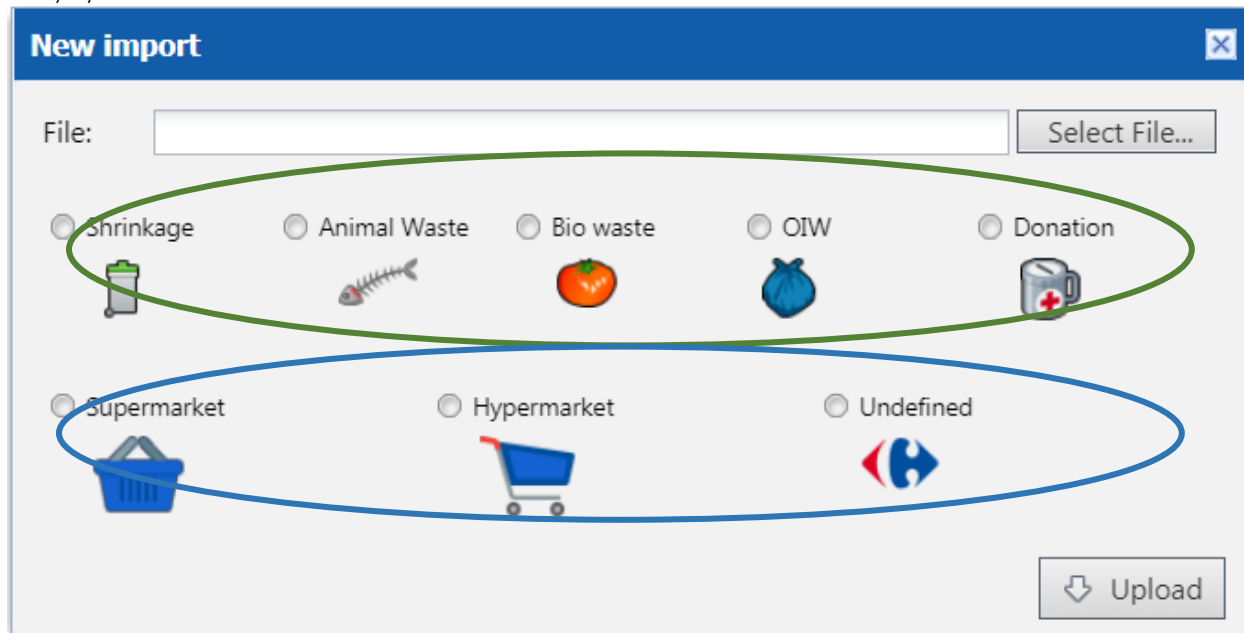 New import
File: Select File...
Shrinkage Animal Waste Bio waste OIW Donation
Supermarket Hypermarket Undefined
Upload